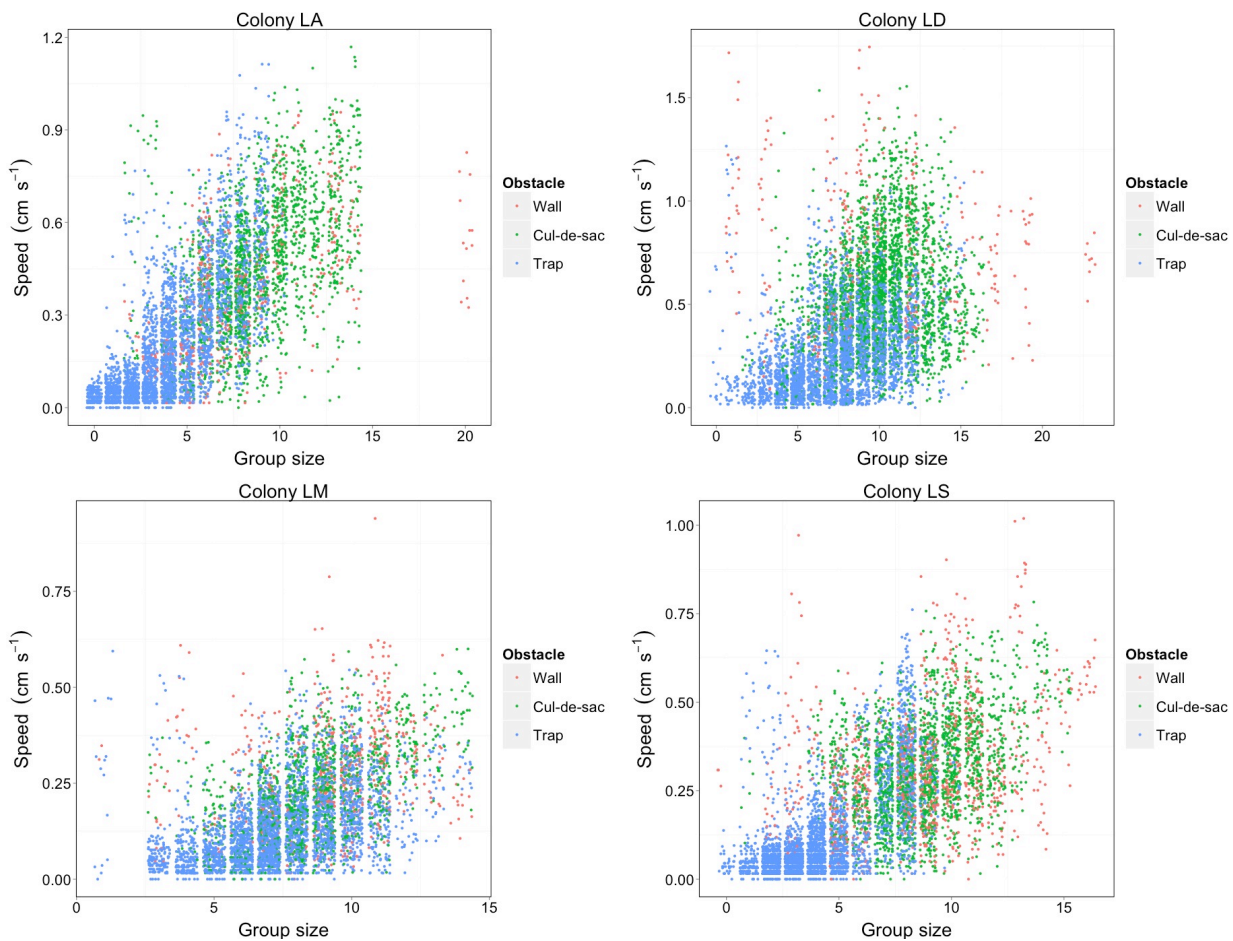 Colony LA
1.2
0.9
0.6
0.3
0.0
Speed (cm s⁻¹)
0 5 10 15 20
Group size
Obstacle
Wall
Cul-de-sac
Trap
Colony LD
1.5
1.0
0.5
0.0
Speed (cm s⁻¹)
0 5 10 15 20
Group size
Obstacle
Wall
Cul-de-sac
Trap
Colony LM
0.75
0.50
0.25
0.00
Speed (cm s⁻¹)
0 5 10 15
Group size
Obstacle
Wall
Cul-de-sac
Trap
Colony LS
1.00
0.75
0.50
0.25
0.00
Speed (cm s⁻¹)
0 5 10 15
Group size
Obstacle
Wall
Cul-de-sac
Trap